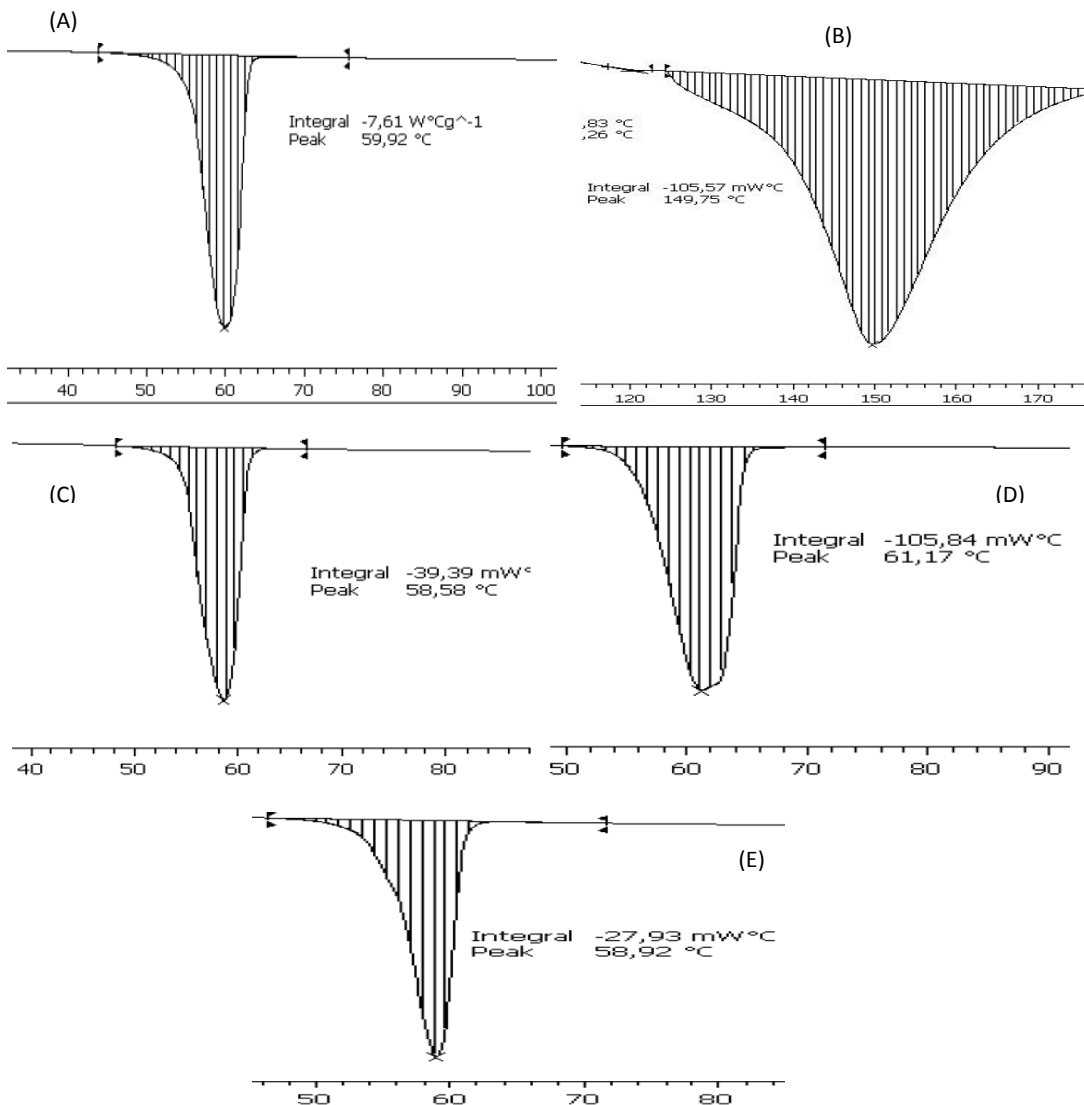 (A)
Integral -7,61 W°Cg^-1
Peak 59,92 °C
40 50 60 70 80 90 100
(B)
,83 °C
,26 °C
Integral -105,57 mW°C
Peak 149,75 °C
120 130 140 150 160 170
(C)
Integral -39,39 mW°
Peak 58,58 °C
40 50 60 70 80
(D)
Integral -105,84 mW°C
Peak 61,17 °C
50 60 70 80 90
(E)
Integral -27,93 mW°C
Peak 58,92 °C
50 60 70 80